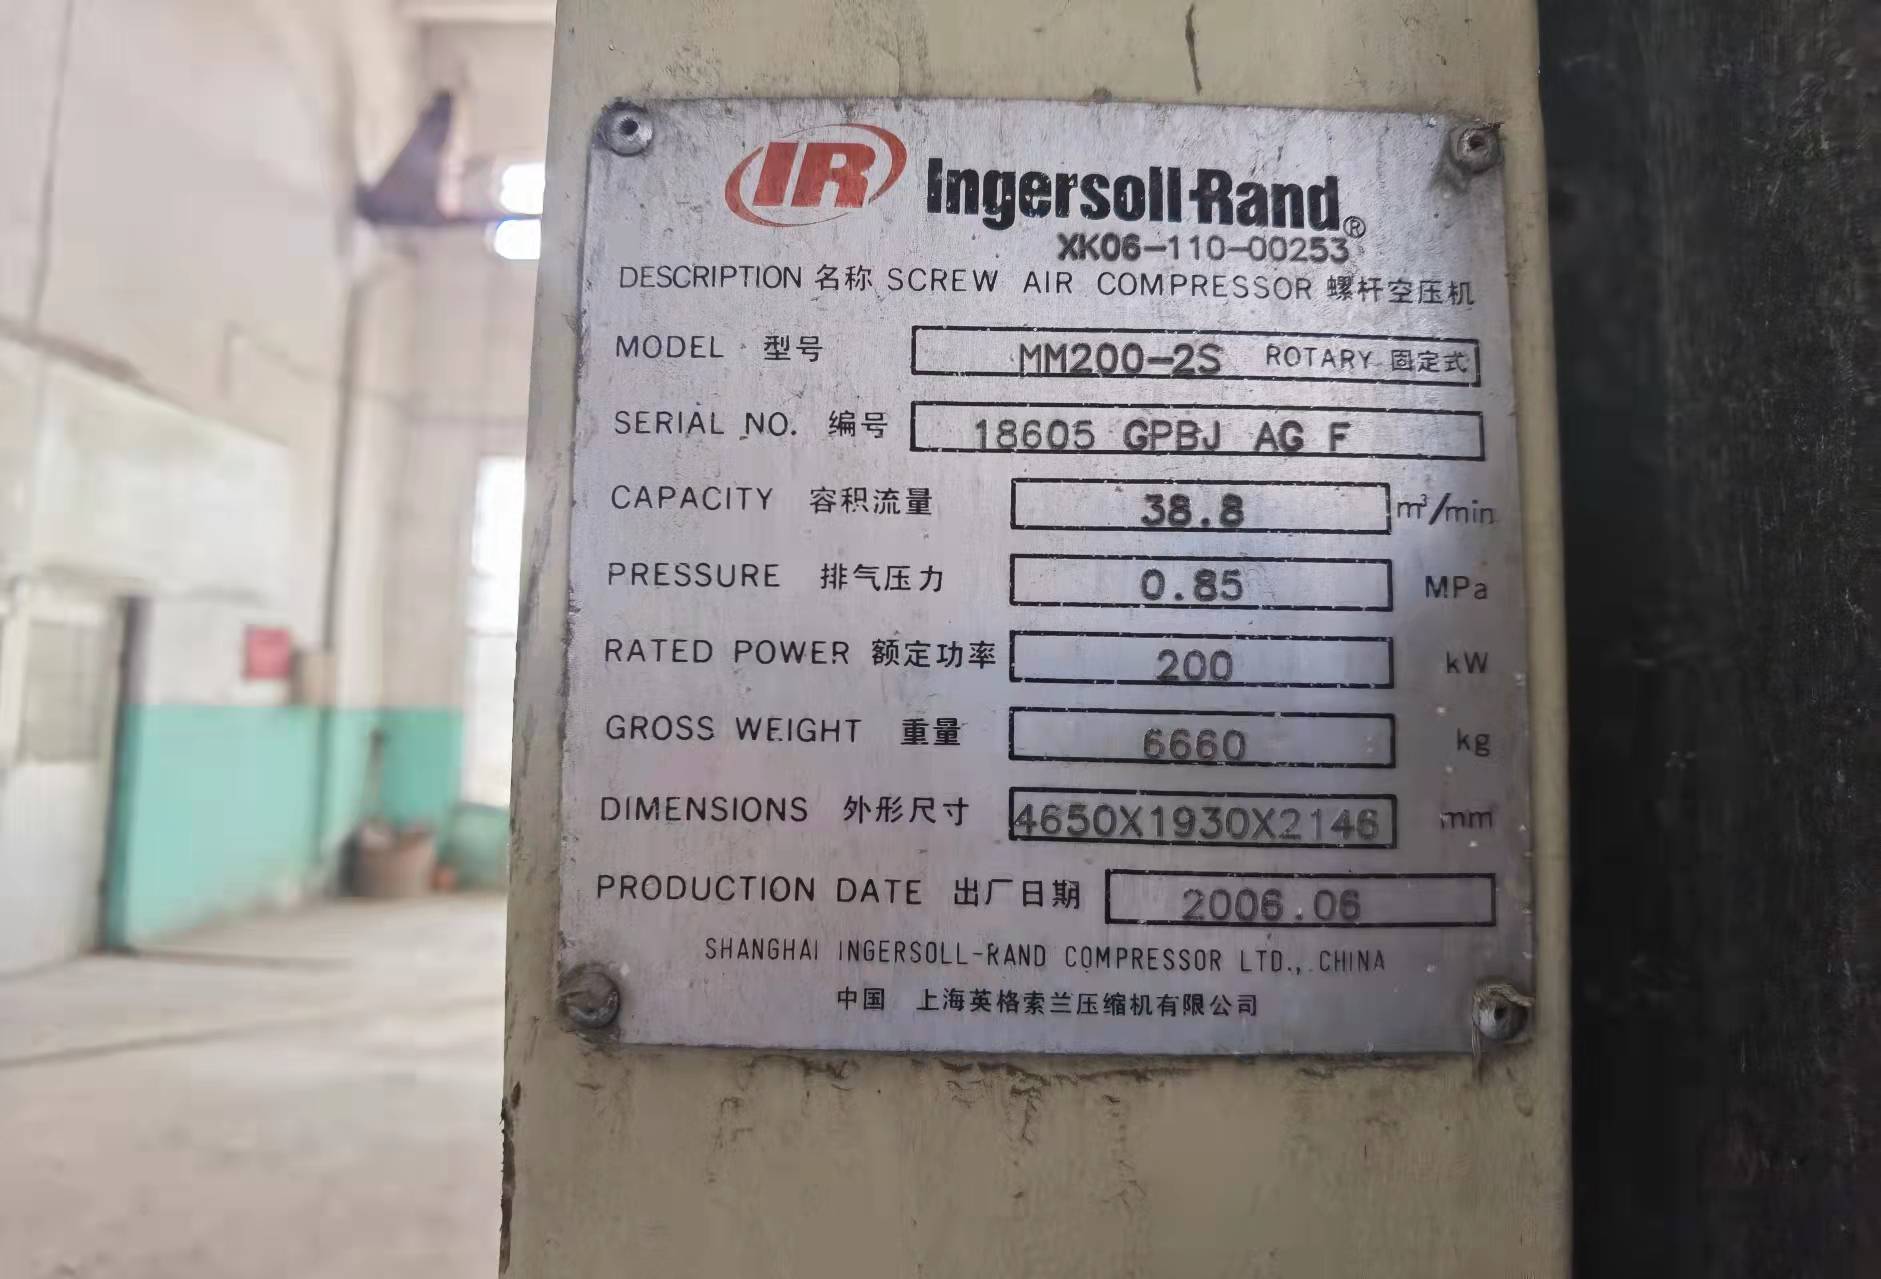 IR Ingersoll-Rand®
XK06-110-00253
DESCRIPTION 名称 SCREW AIR COMPRESSOR 螺杆空压机
MODEL 型号 MM200-2S ROTARY 固定式
SERIAL NO. 编号 18605 GPBJ AG F
CAPACITY 容积流量 38.8 m³/min
PRESSURE 排气压力 0.85 MPa
RATED POWER 额定功率 200 kW
GROSS WEIGHT 重量 6660 kg
DIMENSIONS 外形尺寸 4650X1930X2146 mm
PRODUCTION DATE 出厂日期 2006.06
SHANGHAI INGERSOLL-RAND COMPRESSOR LTD., CHINA
中国 上海英格索兰压缩机有限公司